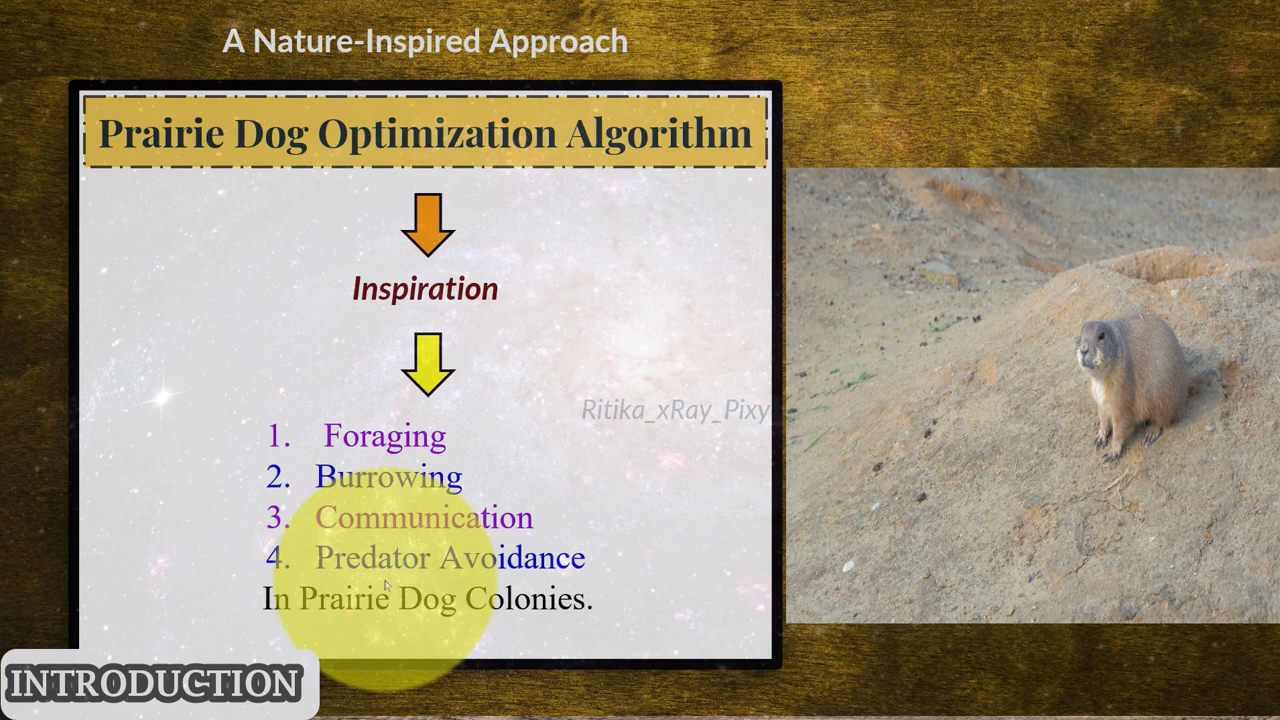 A Nature-Inspired Approach
Prairie Dog Optimization Algorithm
Inspiration
Ritika_xRay_Pixy
1. Foraging
2. Burrowing
3. Communication
4. Predator Avoidance
In Prairie Dog Colonies.
INTRODUCTION